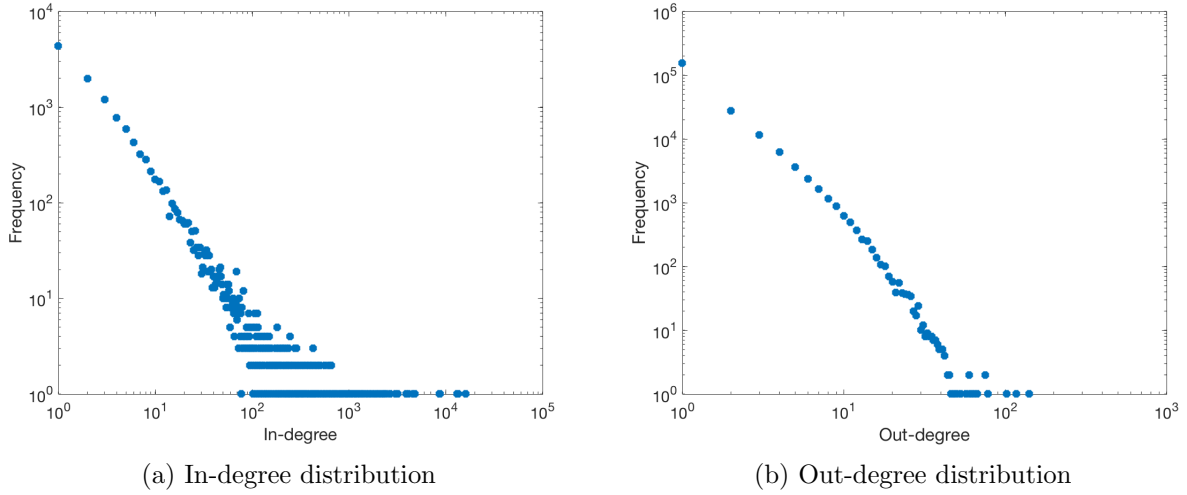 10^4
10^3
10^2
10^1
10^0
Frequency
10^0 10^1 10^2 10^3 10^4 10^5
In-degree
(a) In-degree distribution
10^6
10^5
10^4
10^3
10^2
10^1
10^0
Frequency
10^0 10^1 10^2 10^3
Out-degree
(b) Out-degree distribution